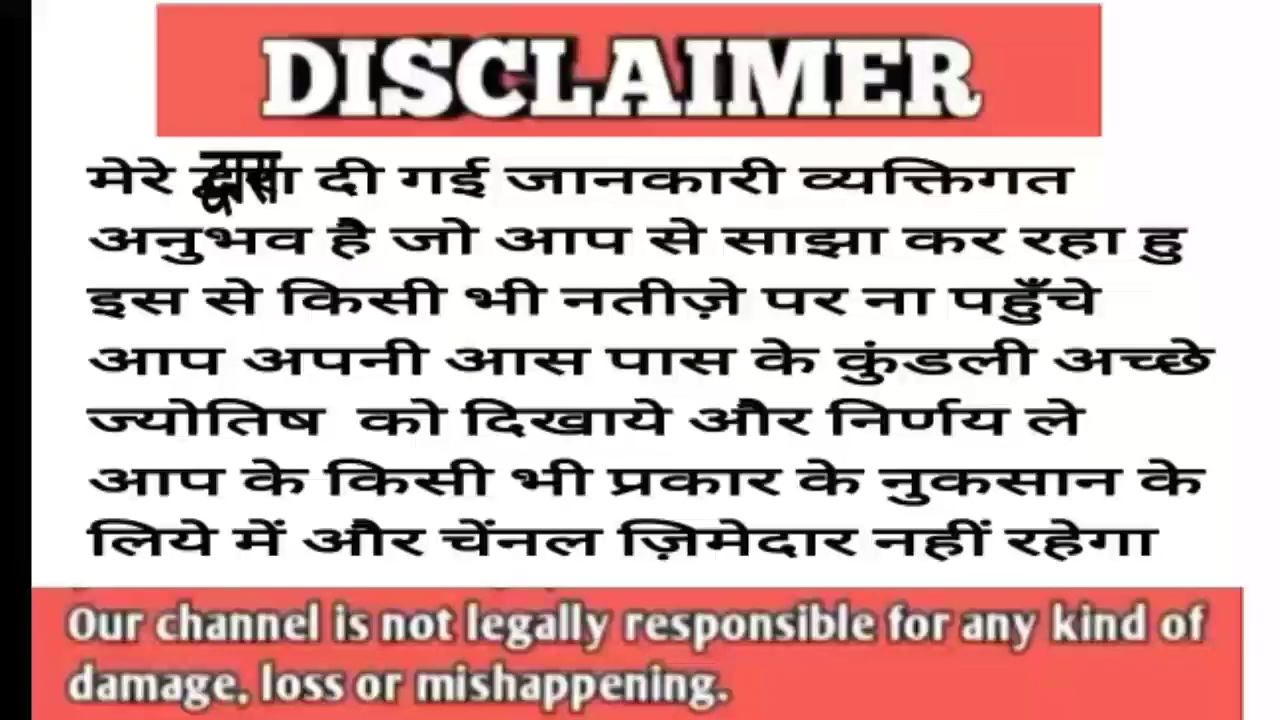 DISCLAIMER
मेरे द्वारा दी गई जानकारी व्यक्तिगत
अनुभव है जो आप से साझा कर रहा हु
इस से किसी भी नतीज़े पर ना पहुँचे
आप अपनी आस पास के कुंडली अच्छे
ज्योतिष को दिखाये और निर्णय ले
आप के किसी भी प्रकार के नुकसान के
लिये में और चेंनल ज़िमेदार नहीं रहेगा
Our channel is not legally responsible for any kind of
damage, loss or mishappening.